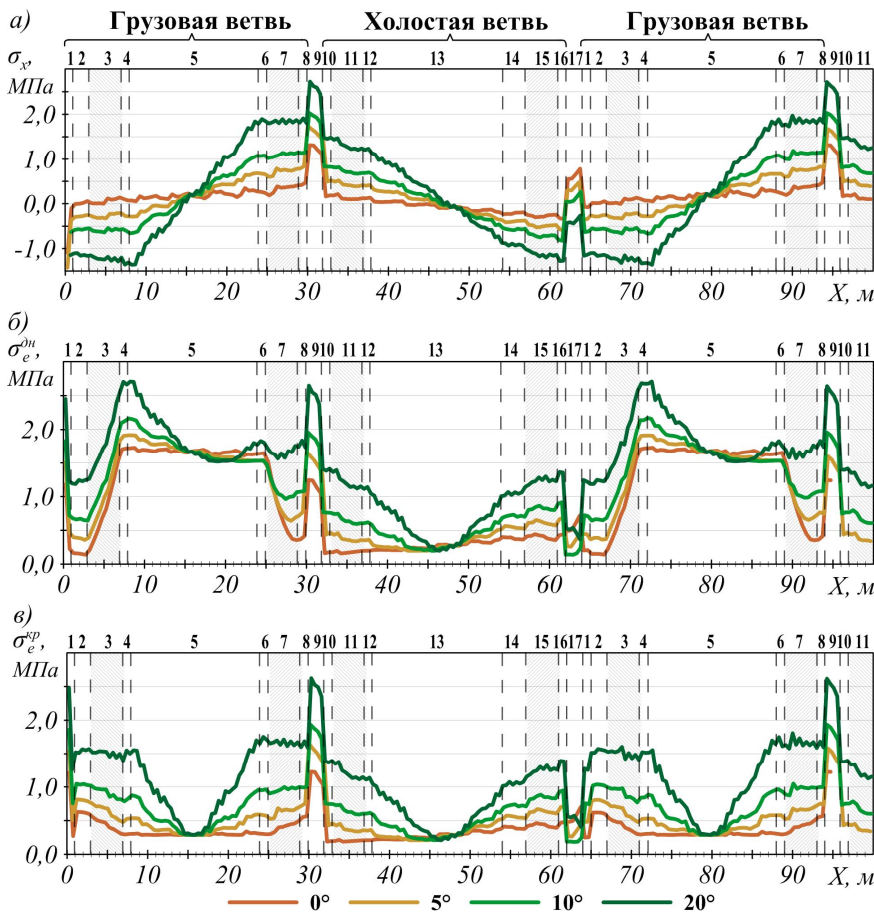 а) Грузовая ветвь Холостая ветвь Грузовая ветвь
σx, 1 2 3 4 5 6 7 8 9 10 11 12 13 14 15 16 17 1 2 3 4 5 6 7 8 9 10 11
МПа
2,0
1,0
0,0
-1,0
0 10 20 30 40 50 60 70 80 90 X, м
б)
σe^дн, 1 2 3 4 5 6 7 8 9 10 11 12 13 14 15 16 17 1 2 3 4 5 6 7 8 9 10 11
МПа
2,0
1,0
0,0
0 10 20 30 40 50 60 70 80 90 X, м
в)
σe^кр, 1 2 3 4 5 6 7 8 9 10 11 12 13 14 15 16 17 1 2 3 4 5 6 7 8 9 10 11
МПа
2,0
1,0
0,0
0 10 20 30 40 50 60 70 80 90 X, м
0° 5° 10° 20°